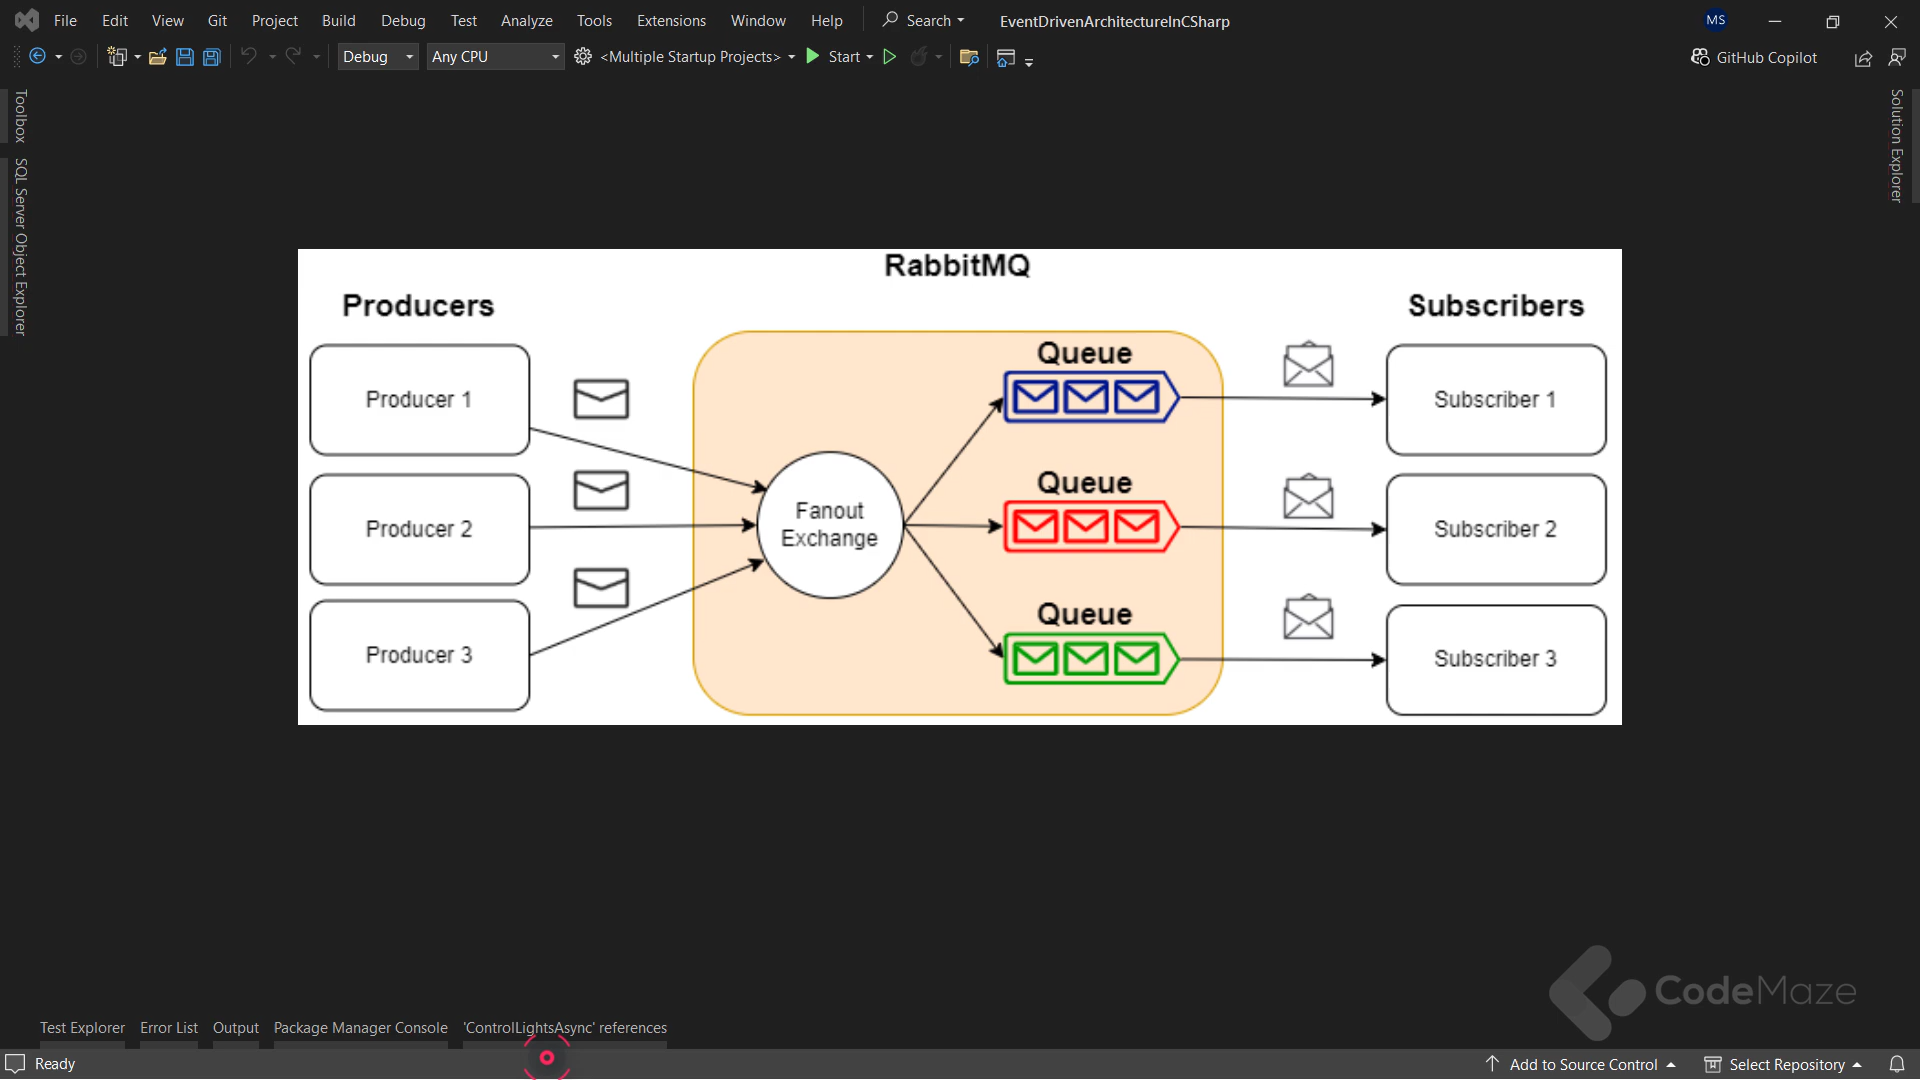 File Edit View Git Project Build Debug Test Analyze Tools Extensions Window Help Search EventDrivenArchitectureInCSharp MS
Debug Any CPU <Multiple Startup Projects> Start GitHub Copilot
Toolbox
SQL Server Object Explorer
Solution Explorer
RabbitMQ
Producers
Subscribers
Queue
Producer 1
Subscriber 1
Queue
Fanout
Exchange
Producer 2
Subscriber 2
Queue
Producer 3
Subscriber 3
CodeMaze
Test Explorer Error List Output Package Manager Console 'ControlLightsAsync' references
Ready Add to Source Control Select Repository